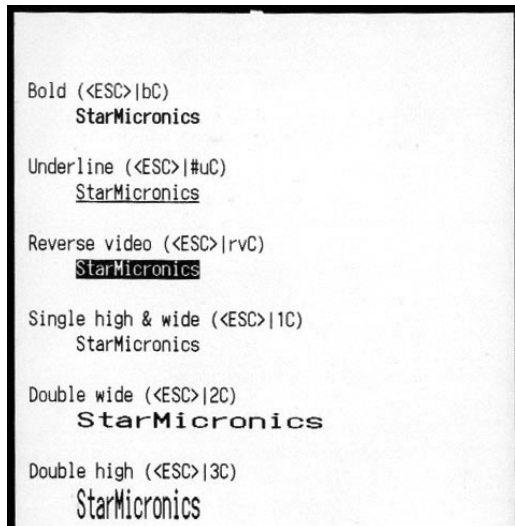 Bold (<ESC>|bC)
StarMicronics
Underline (<ESC>|#uC)
StarMicronics
Reverse video (<ESC>|rvC)
StarMicronics
Single high & wide (<ESC>|1C)
StarMicronics
Double wide (<ESC>|2C)
StarMicronics
Double high (<ESC>|3C)
StarMicronics